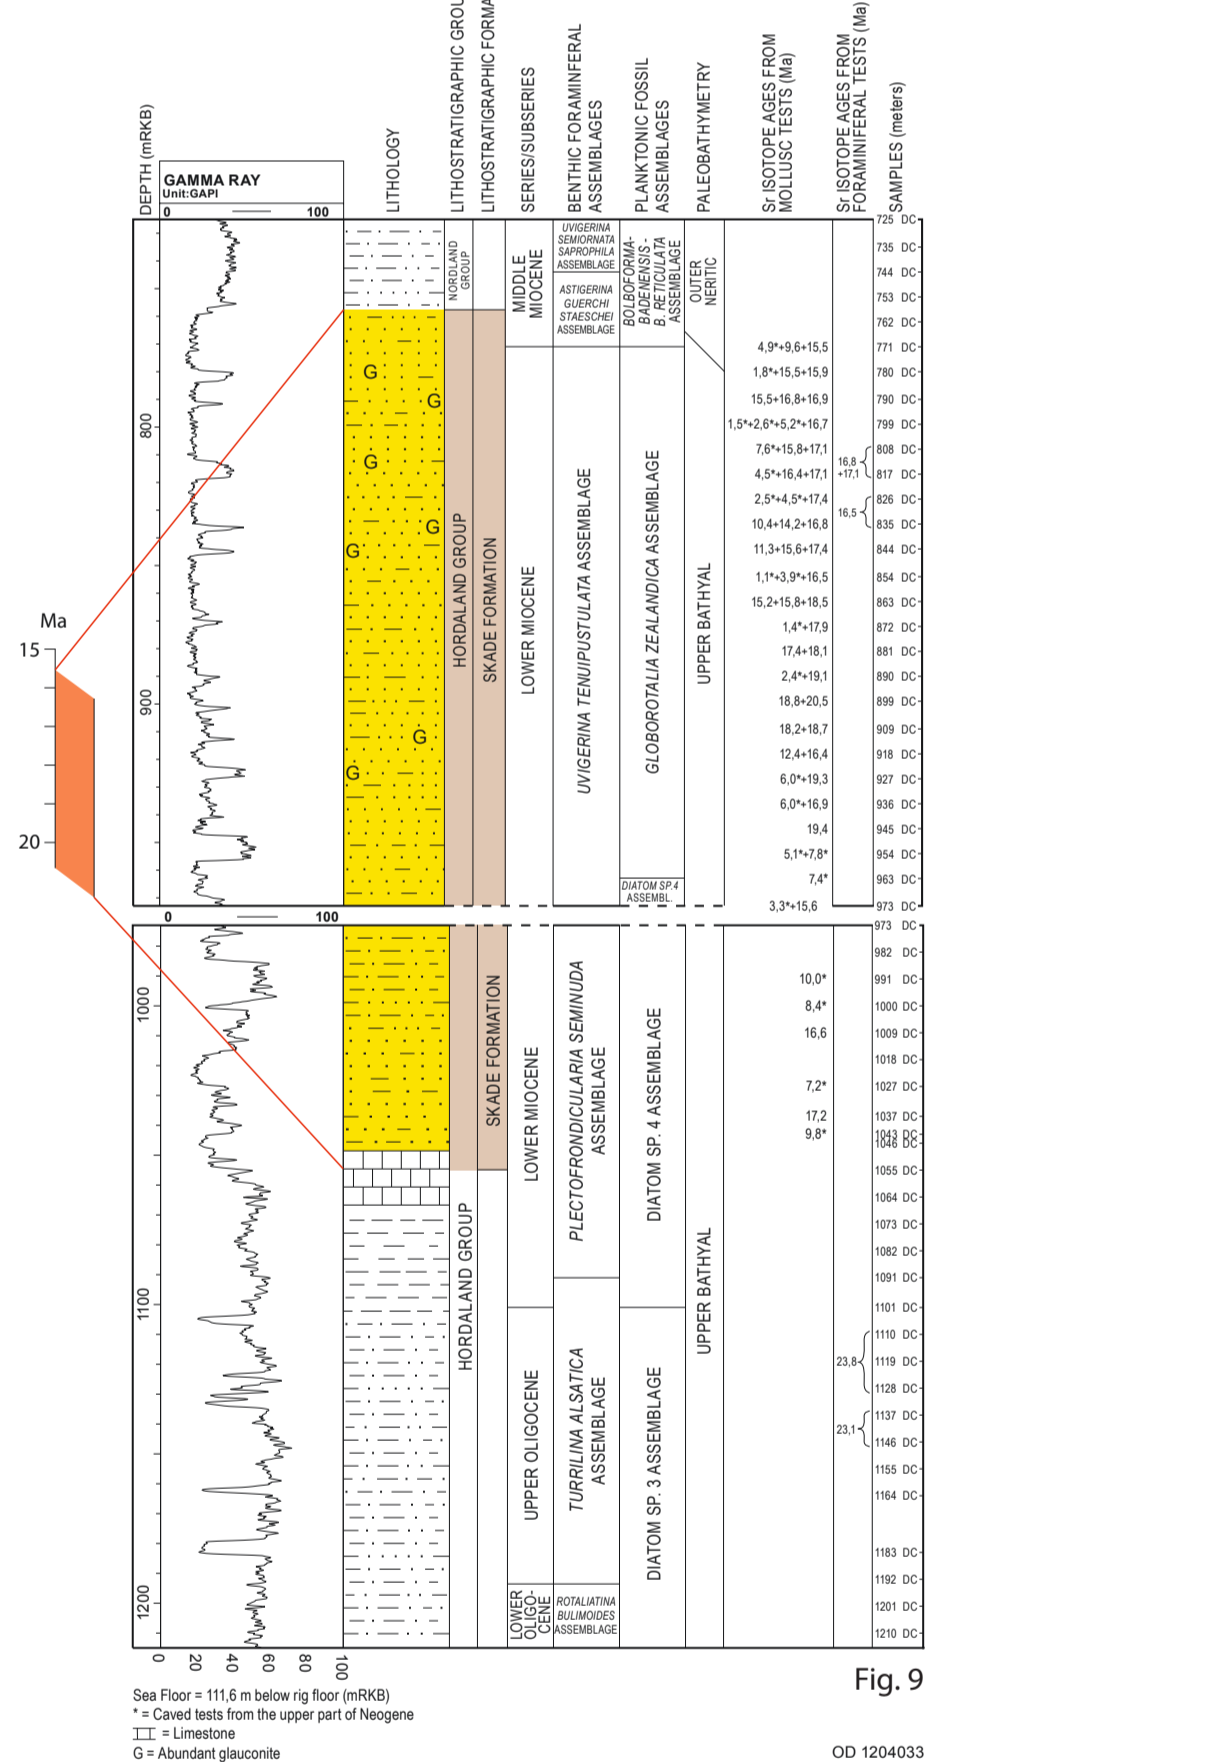 DEPTH (mRKB)
GAMMA RAY
Unit:GAPI
0 100
LITHOLOGY
LITHOSTRATIGRAPHIC
LITHOSTRATIGRAPHIC
SERIES/SUBSERIES
BENTHIC FORAMINFERAL
ASSEMBLAGES
PLANKTONIC FOSSIL
ASSEMBLAGES
PALEOBATHYMETRY
Sr ISOTOPE AGES FROM
MOLLUSC TESTS (Ma)
Sr ISOTOPE AGES FROM
FORAMINIFERAL TESTS (Ma)
SAMPLES (meters)
800
900
G
G
G
G
G
G
G
NORDLAND
GROUP
HORDALAND GROUP
SKADE FORMATION
MIDDLE
MIOCENE
LOWER MIOCENE
UVIGERINA
SEMIORNATA
SAPROPHILA
ASSEMBLAGE
ASTIGERINA
GUERCHI
STAESCHEI
ASSEMBLAGE
UVIGERINA TENUIPUSTULATA ASSEMBLAGE
BOLBOFORMA-
BADENENSIS -
B. RETICULATA
ASSEMBLAGE
GLOBOROTALIA ZEALANDICA ASSEMBLAGE
DIATOM SP.4
ASSEMBL.
OUTER
NERITIC
UPPER BATHYAL
4,9*+9,6+15,5
1,8*+15,5+15,9
15,5+16,8+16,9
1,5*+2,6*+5,2*+16,7
7,6*+15,8+17,1
4,5*+16,4+17,1
2,5*+4,5*+17,4
10,4+14,2+16,8
11,3+15,6+17,4
1,1*+3,9*+16,5
15,2+15,8+18,5
1,4*+17,9
17,4+18,1
2,4*+19,1
18,8+20,5
18,2+18,7
12,4+16,4
6,0*+19,3
6,0*+16,9
19,4
5,1*+7,8*
7,4*
3,3*+15,6
16,8
+17,1
16,5
725 DC
735 DC
744 DC
753 DC
762 DC
771 DC
780 DC
790 DC
799 DC
808 DC
817 DC
826 DC
835 DC
844 DC
854 DC
863 DC
872 DC
881 DC
890 DC
899 DC
909 DC
918 DC
927 DC
936 DC
945 DC
954 DC
963 DC
973 DC
Ma
15
20
0 100
1000
1100
1200
HORDALAND GROUP
SKADE FORMATION
LOWER MIOCENE
UPPER OLIGOCENE
LOWER
OLIGO-
CENE
PLECTOFRONDICULARIA SEMINUDA
ASSEMBLAGE
TURRILINA ALSATICA
ASSEMBLAGE
ROTALIATINA
BULIMOIDES
ASSEMBLAGE
DIATOM SP. 4 ASSEMBLAGE
DIATOM SP. 3 ASSEMBLAGE
UPPER BATHYAL
10,0*
8,4*
16,6
7,2*
17,2
9,8*
23,8
23,1
973 DC
982 DC
991 DC
1000 DC
1009 DC
1018 DC
1027 DC
1037 DC
1043 DC
1046 DC
1055 DC
1064 DC
1073 DC
1082 DC
1091 DC
1101 DC
1110 DC
1119 DC
1128 DC
1137 DC
1146 DC
1155 DC
1164 DC
1183 DC
1192 DC
1201 DC
1210 DC
0 20 40 60 80 100
Sea Floor = 111,6 m below rig floor (mRKB)
* = Caved tests from the upper part of Neogene
= Limestone
G = Abundant glauconite
Fig. 9
OD 1204033